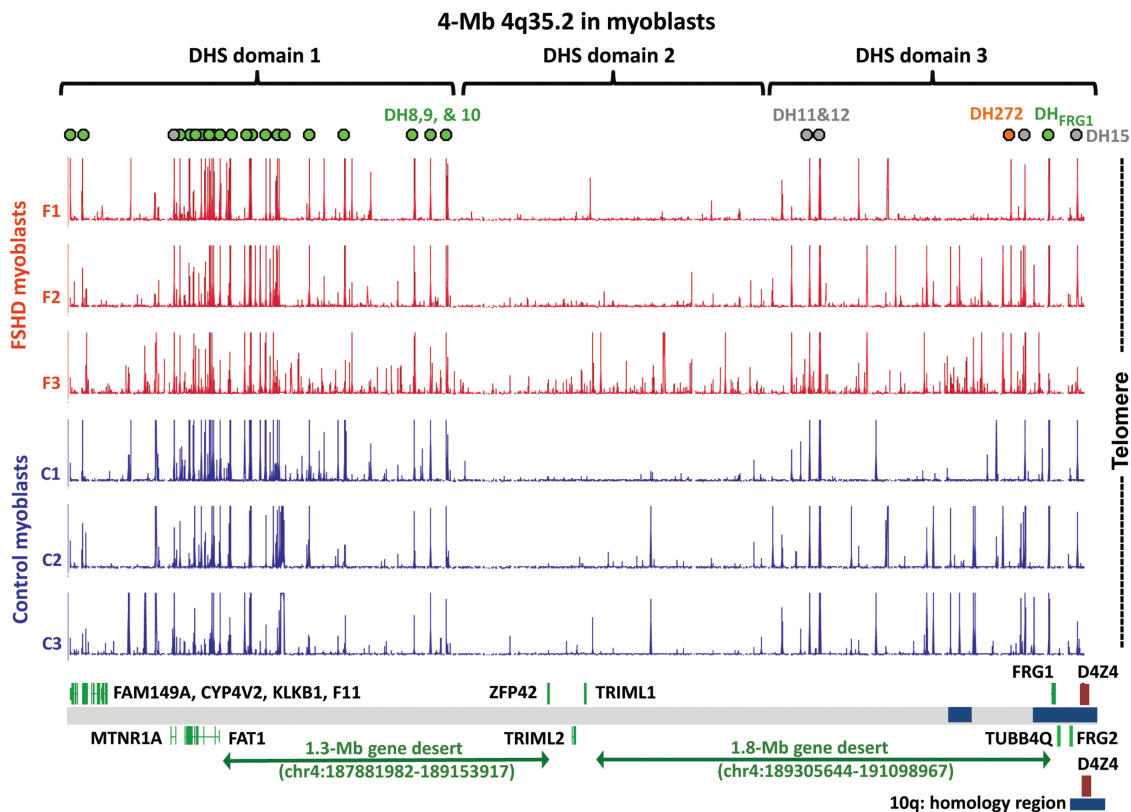 4-Mb 4q35.2 in myoblasts
DHS domain 1
DHS domain 2
DHS domain 3
DH8,9, & 10
DH11&12
DH272
DHFRG1
DH15
FSHD myoblasts
F1
F2
F3
Control myoblasts
C1
C2
C3
Telomere
FAM149A, CYP4V2, KLKB1, F11
ZFP42
TRIML1
FRG1
D4Z4
MTNR1A
FAT1
TRIML2
TUBB4Q
FRG2
1.3-Mb gene desert
(chr4:187881982-189153917)
1.8-Mb gene desert
(chr4:189305644-191098967)
D4Z4
10q: homology region